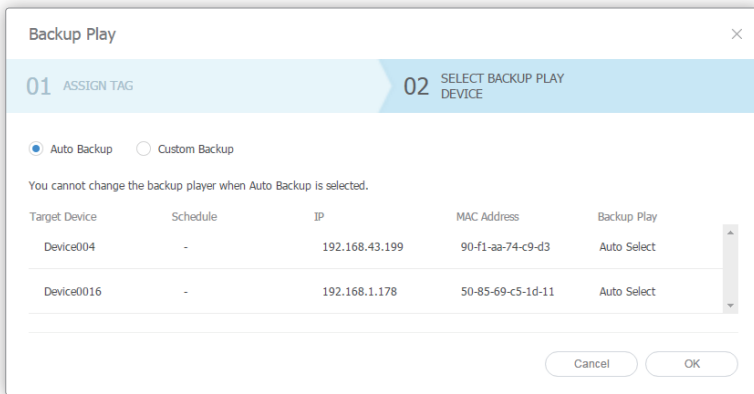 Backup Play
01 ASSIGN TAG
02 SELECT BACKUP PLAY
DEVICE
Auto Backup Custom Backup
You cannot change the backup player when Auto Backup is selected.
Target Device Schedule IP MAC Address Backup Play
Device004 - 192.168.43.199 90-f1-aa-74-c9-d3 Auto Select
Device0016 - 192.168.1.178 50-85-69-c5-1d-11 Auto Select
Cancel OK